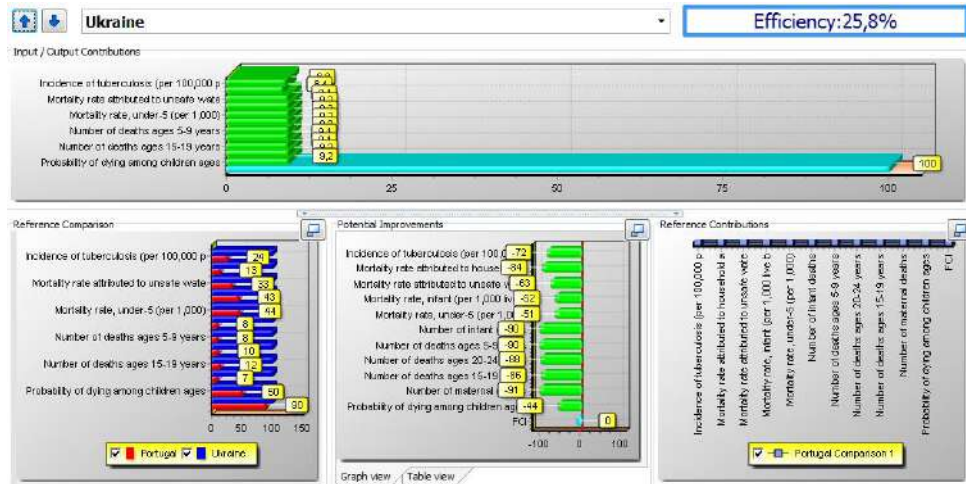 Ukraine
Efficiency:25,8%
Input / Output Contributions
Incidence of tuberculosis (per 100,000 p
Mortality rate attributed to unsafe wate
Mortality rate, under-5 (per 1,000)
Number of deaths ages 5-9 years
Number of deaths ages 15-19 years
Probability of dying among children ages
9,2
100
0 25 50 75 100
Reference Comparison
Incidence of tuberculosis (per 100,000 p
Mortality rate attributed to unsafe wate
Mortality rate, under-5 (per 1,000)
Number of deaths ages 5-9 years
Number of deaths ages 15-19 years
Probability of dying among children ages
24
13
33
43
44
8
8
10
12
7
90
0 50 100 150
Portugal Ukraine
Potential Improvements
Incidence of tuberculosis (per 100,0
Mortality rate attributed to house
Mortality rate attributed to unsafe
Mortality rate, infant (per 1,000 liv
Mortality rate, under-5 (per 1,0
Number of infant
Number of deaths ages 5-9
Number of deaths ages 20-24
Number of deaths ages 15-19
Number of maternal
Probability of dying among children age
FCI
-72
-84
-63
-51
-90
-90
-88
-86
-91
-44
0
-100 0 100
Graph view Table view
Reference Contributions
Incidence of tuberculosis (per 100,000 p
Mortality rate attributed to household a
Mortality rate attributed to unsafe wate
Mortality rate, infant (per 1,000 live b
Mortality rate, under-5 (per 1,000)
Number of infant deaths
Number of deaths ages 5-9 years
Number of deaths ages 20-24 years
Number of deaths ages 15-19 years
Number of maternal deaths
Probability of dying among children ages
FCI
Portugal Comparison 1